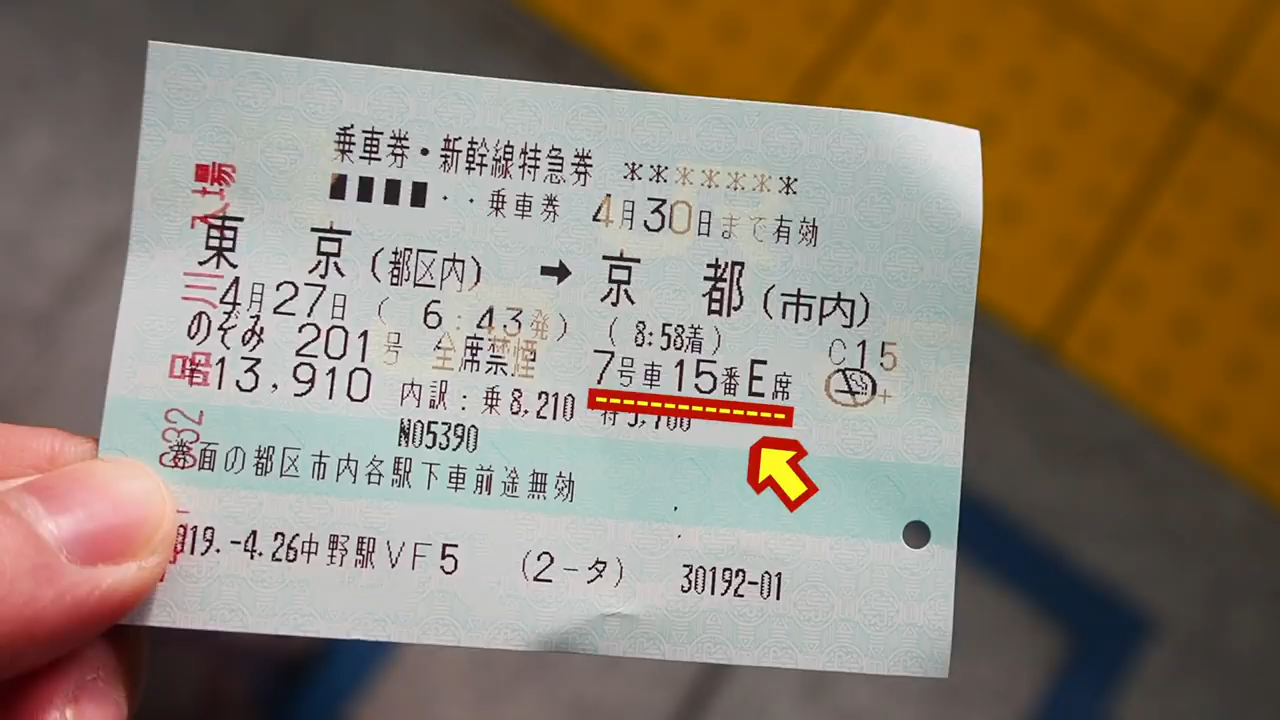 乗車券・新幹線特急券 ********
■■■■・・乗車券 4月30日まで有効
東 京(都区内) ➡ 京 都(市内)
4月27日( 6:43発) ( 8:58着) C15
のぞみ 201号 全席禁煙 7号車15番E席
13,910 内訳:乗8,210
N05390
券面の都区市内各駅下車前途無効
-4.26中野駅VF5 (2-タ) 30192-01
品川 入場